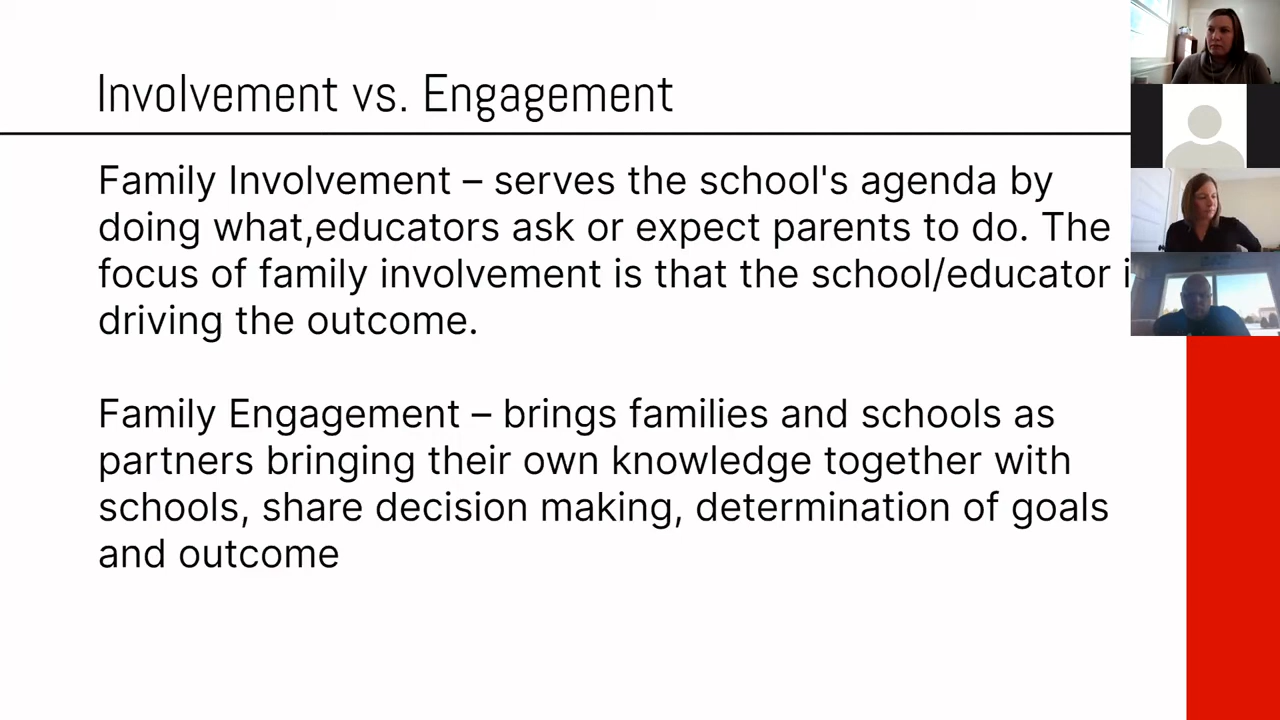 Involvement vs. Engagement
Family Involvement – serves the school's agenda by
doing what,educators ask or expect parents to do. The
focus of family involvement is that the school/educator
driving the outcome.
Family Engagement – brings families and schools as
partners bringing their own knowledge together with
schools, share decision making, determination of goals
and outcome